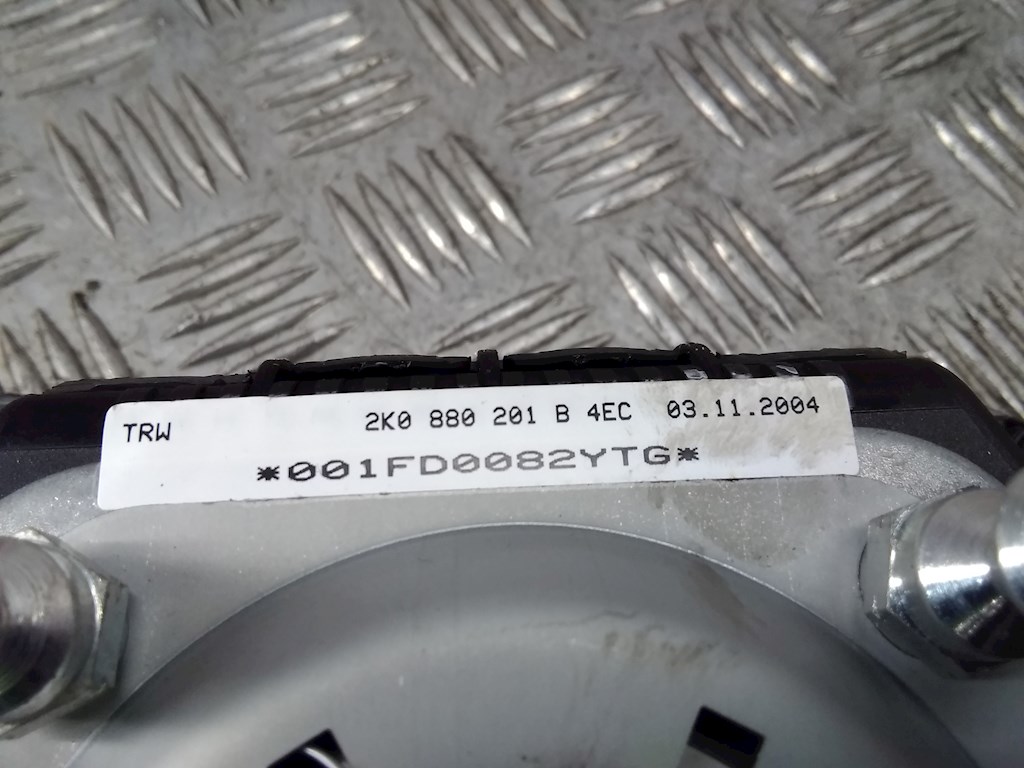 TRW 2K0 880 201 B 4EC 03.11.2004
*001FD0082YTG*